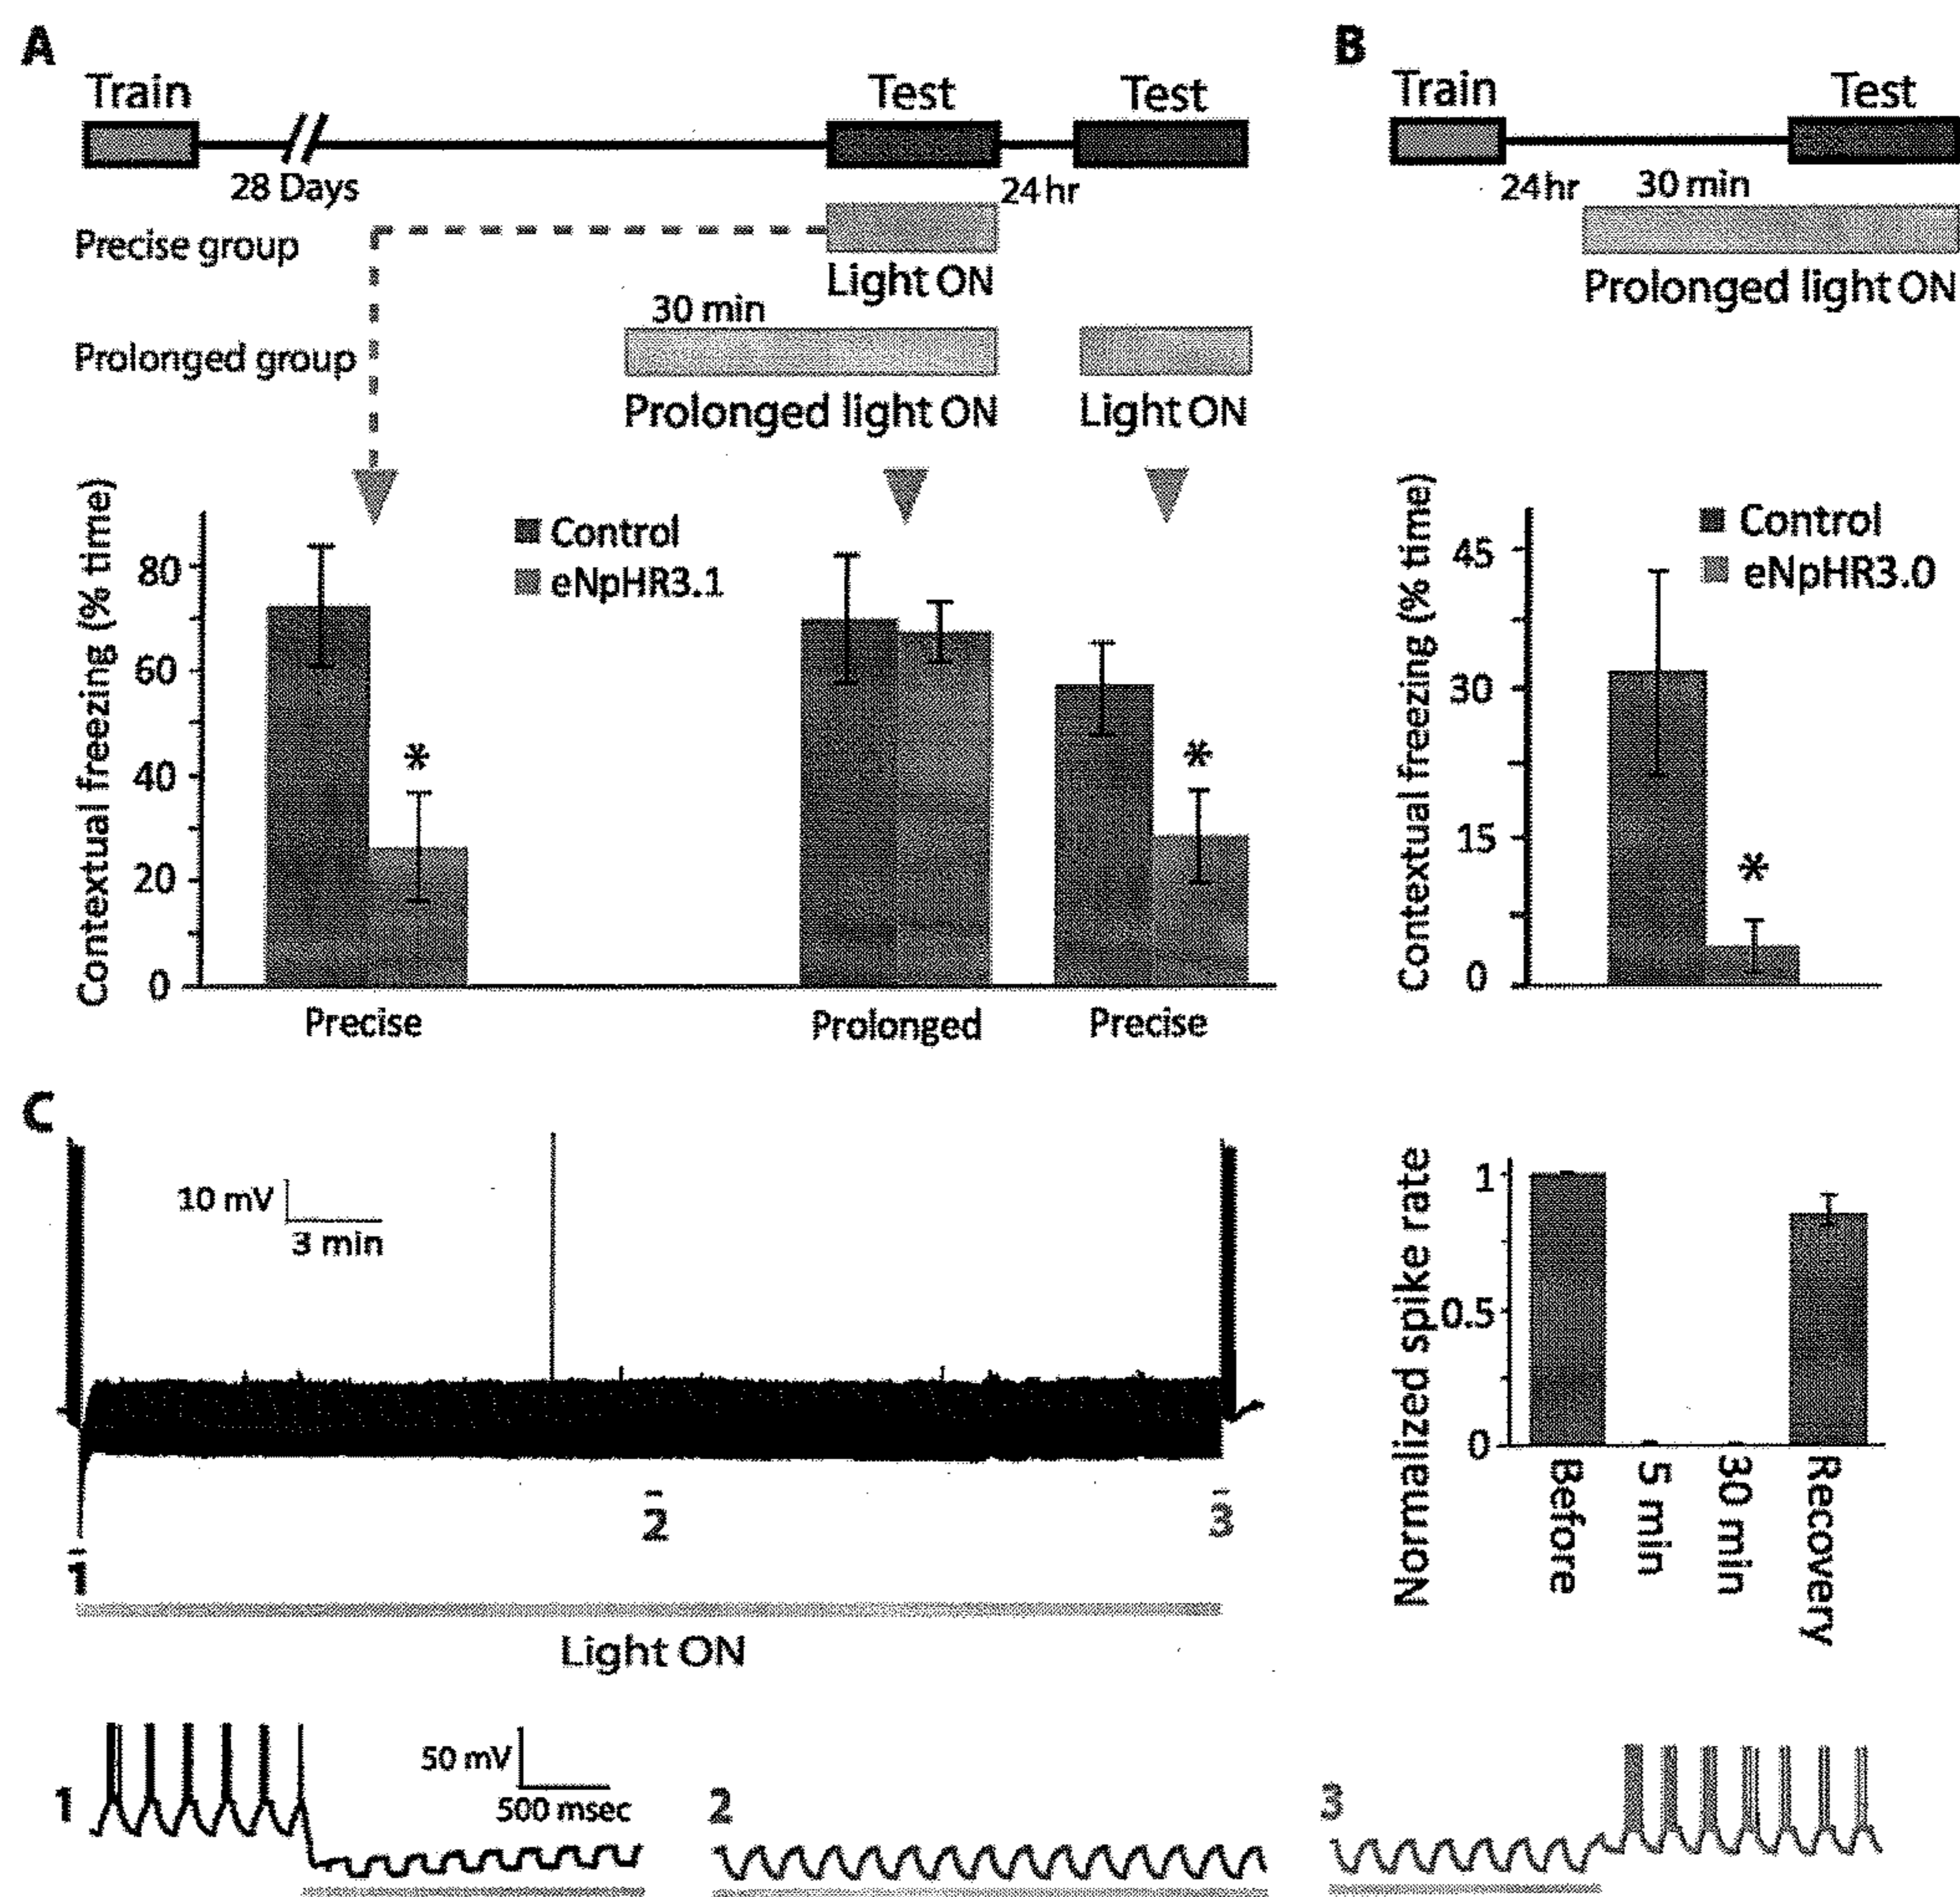 A
Train
Test
Test
28 Days
24hr
Precise group
Light ON
30 min
Prolonged group
Prolonged light ON
Light ON
Contextual freezing (% time)
80
60
40
20
0
Control
eNpHR3.1
*
*
Precise
Prolonged
Precise
B
Train
Test
24hr
30 min
Prolonged light ON
Contextual freezing (% time)
45
30
15
0
Control
eNpHR3.0
*
C
10 mV
3 min
1
2
3
Light ON
Normalized spike rate
1
0.5
0
Before
5 min
30 min
Recovery
1
50 mV
500 msec
2
3